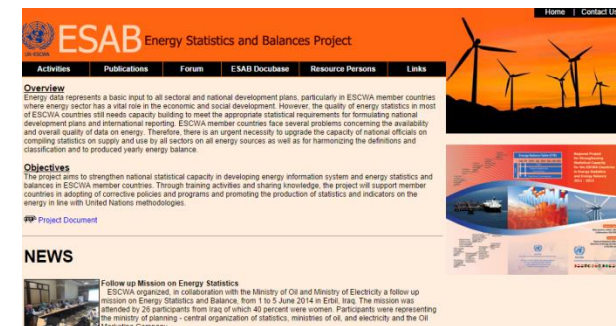 Home | Contact Us
UN-ESCWA
ESAB Energy Statistics and Balances Project
Activities Publications Forum ESAB Docubase Resource Persons Links
Overview
Energy data represents a basic input to all sectoral and national development plans, particularly in ESCWA member countries
where energy sector has a vital role in the economic and social development. However, the quality of energy statistics in most
of ESCWA countries still needs capacity building to meet the appropriate statistical requirements for formulating national
development plans and international reporting. ESCWA member countries face several problems concerning the availability
and overall quality of data on energy. Therefore, there is an urgent necessity to upgrade the capacity of national officials on
compiling statistics on supply and use by all sectors on all energy sources as well as for harmonizing the definitions and
classification and to produced yearly energy balance.
Objectives
The project aims to strengthen national statistical capacity in developing energy information system and energy statistics and
balances in ESCWA member countries. Through training activities and sharing knowledge, the project will support member
countries in adopting of corrective policies and programs and promoting the production of statistics and indicators on the
energy in line with United Nations methodologies.
Project Document
NEWS
Follow up Mission on Energy Statistics
ESCWA organized, in collaboration with the Ministry of Oil and Ministry of Electricity a follow up
mission on Energy Statistics and Balance, from 1 to 5 June 2014 in Erbil, Iraq. The mission was
attended by 26 participants from Iraq of which 40 percent were women. Participants were representing
the ministry of planning - central organization of statistics, ministries of oil, and electricity and the Oil
Marketing Company